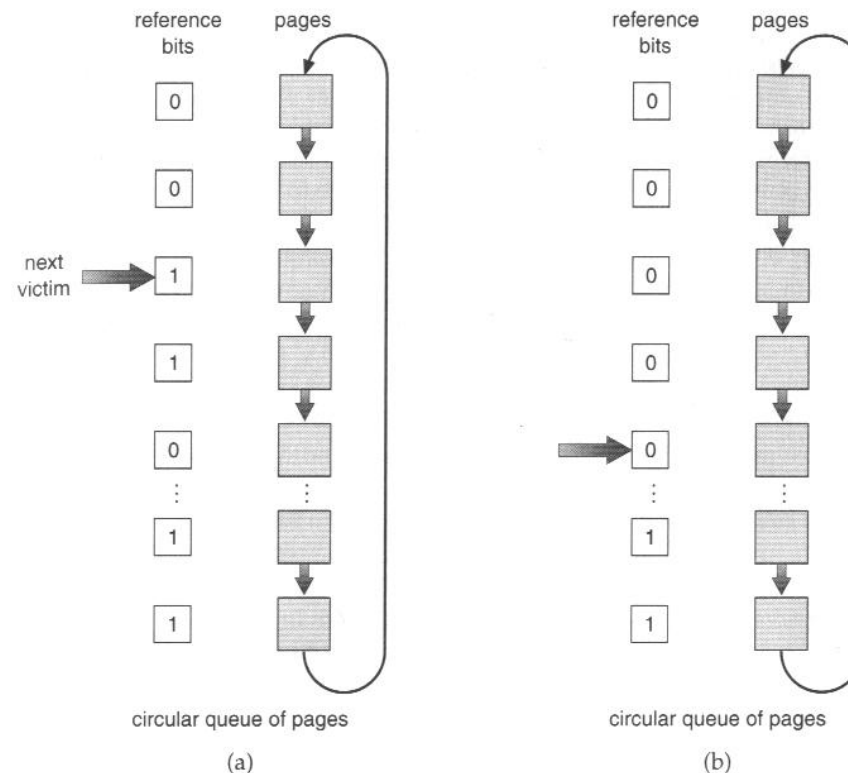 reference
bits
pages
0
0
next
victim
1
1
0
1
1
circular queue of pages
(a)
reference
bits
pages
0
0
0
0
0
1
1
circular queue of pages
(b)